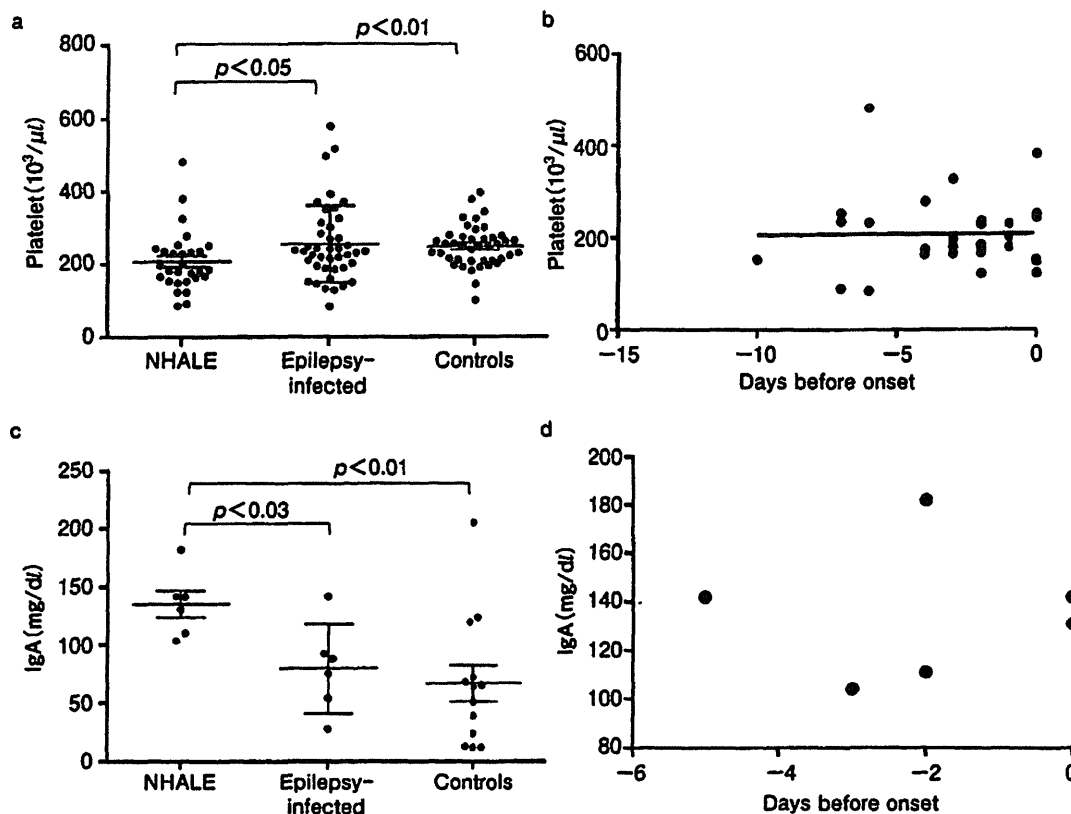 a
p<0.01
p<0.05
800
600
400
200
0
Platelet (10³/μl)
NHALE
Epilepsy-
infected
Controls
b
600
400
200
0
Platelet (10³/μl)
−15
−10
−5
0
Days before onset
c
p<0.01
p<0.03
250
200
150
100
50
0
IgA (mg/dl)
NHALE
Epilepsy-
infected
Controls
d
200
180
160
140
120
100
80
IgA (mg/dl)
−6
−4
−2
0
Days before onset